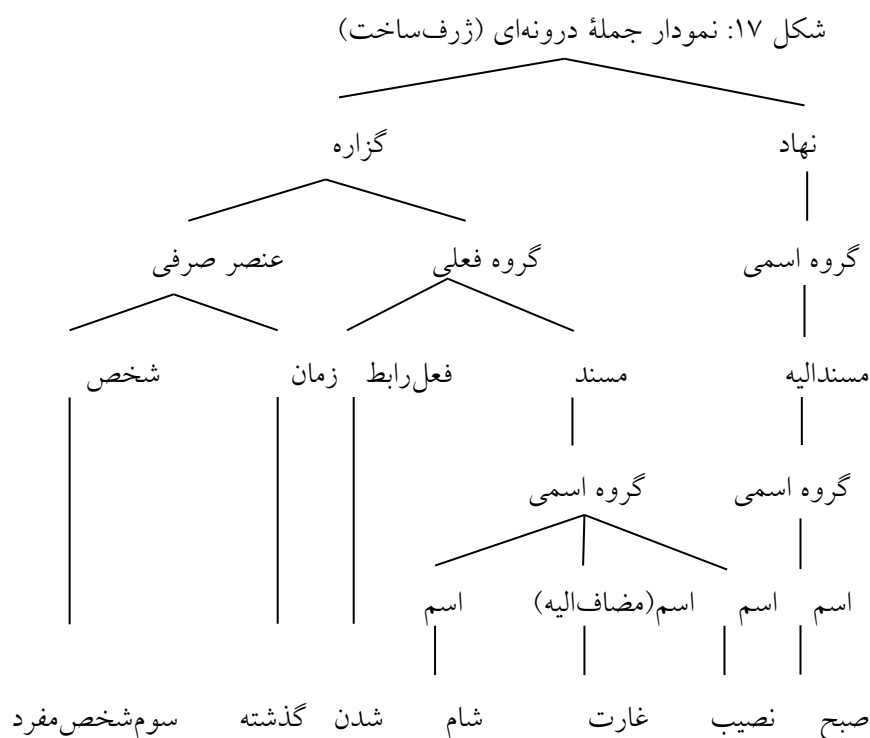 شکل ۱۷: نمودار جملهٔ درونه‌ای (ژرف‌ساخت)
نهاد گزاره
گروه اسمی گروه فعلی عنصر صرفی
مسندالیه مسند فعل‌رابط زمان شخص
گروه اسمی گروه اسمی
اسم اسم اسم(مضاف‌الیه) اسم
صبح نصیب غارت شام شدن گذشته سوم‌شخص‌مفرد